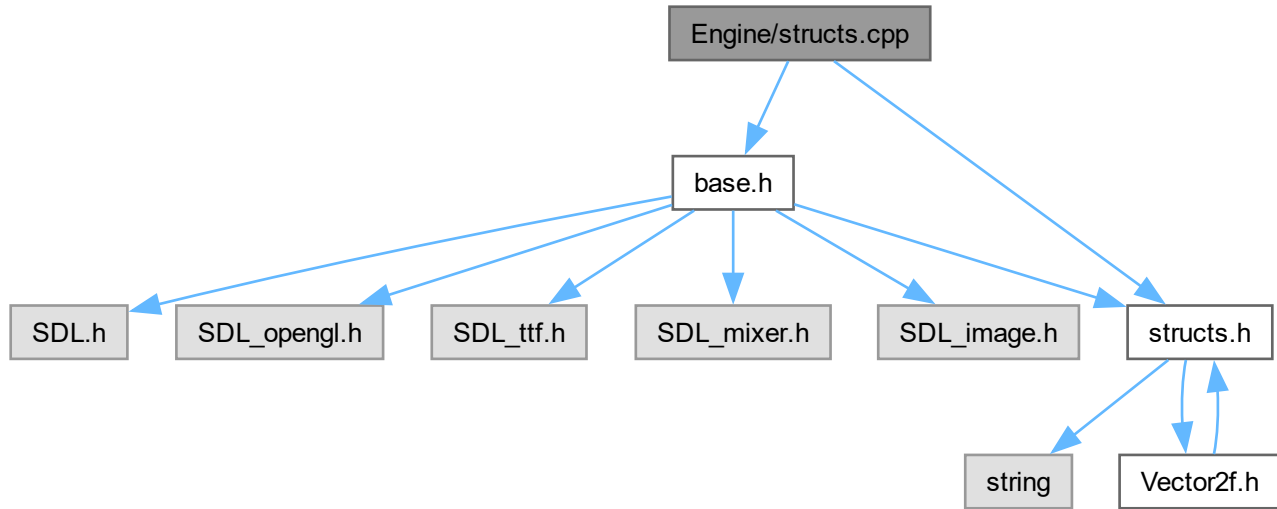 Engine/structs.cpp
base.h
SDL.h
SDL_opengl.h
SDL_ttf.h
SDL_mixer.h
SDL_image.h
structs.h
string
Vector2f.h